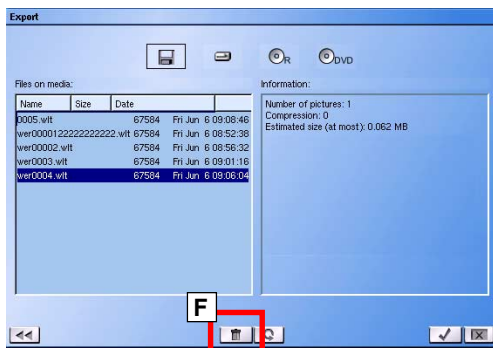 Export
R
DVD
Files on media:
Information:
Name Size Date
0005.wlt 67584 Fri Jun 6 09:08:46
wer0000122222222222.wlt 67584 Fri Jun 6 08:52:38
wer00002.wlt 67584 Fri Jun 6 08:56:32
wer0003.wlt 67584 Fri Jun 6 09:01:16
wer0004.wlt 67584 Fri Jun 6 09:06:04
Number of pictures: 1
Compression: 0
Estimated size (at most): 0.062 MB
F
<<